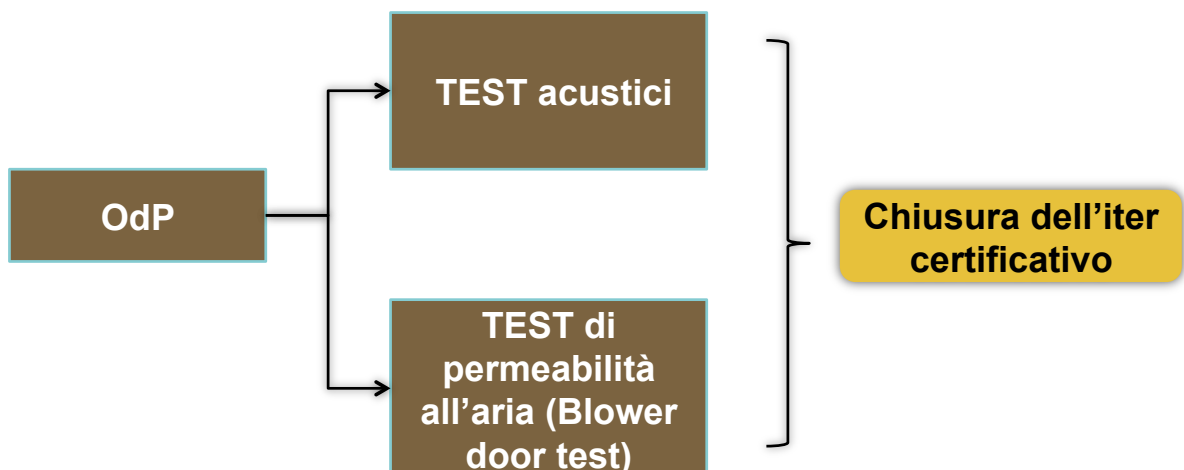 TEST acustici
OdP
Chiusura dell’iter
certificativo
TEST di
permeabilità
all’aria (Blower
door test)